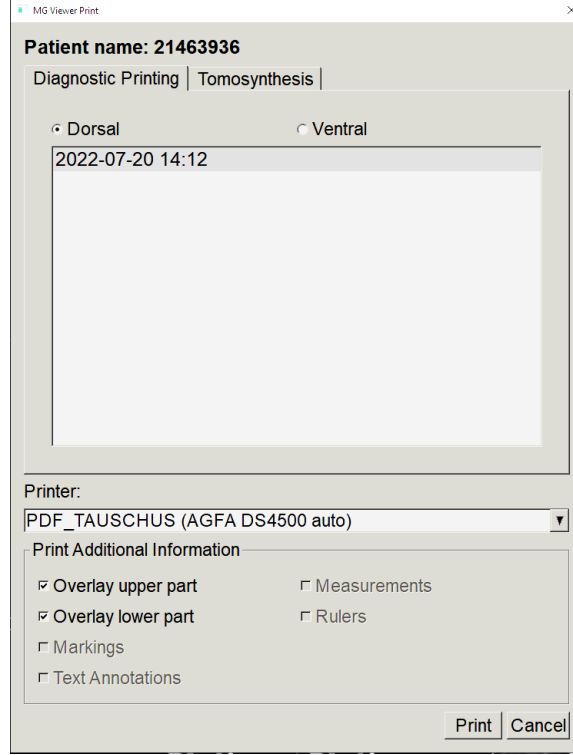 MG Viewer Print
Patient name: 21463936
Diagnostic Printing Tomosynthesis
Dorsal Ventral
2022-07-20 14:12
Printer:
PDF_TAUSCHUS (AGFA DS4500 auto)
Print Additional Information
Overlay upper part Measurements
Overlay lower part Rulers
Markings
Text Annotations
Print Cancel